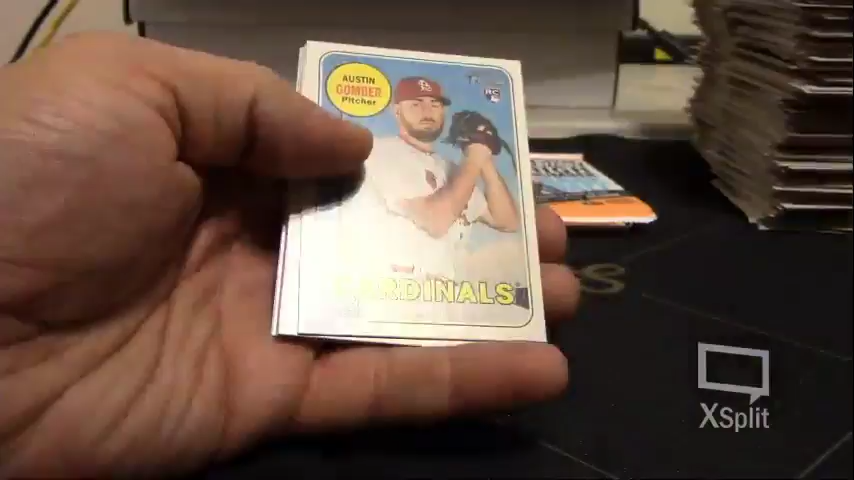 AUSTIN
GOMBER
Pitcher
RC
CARDINALS
XSplit